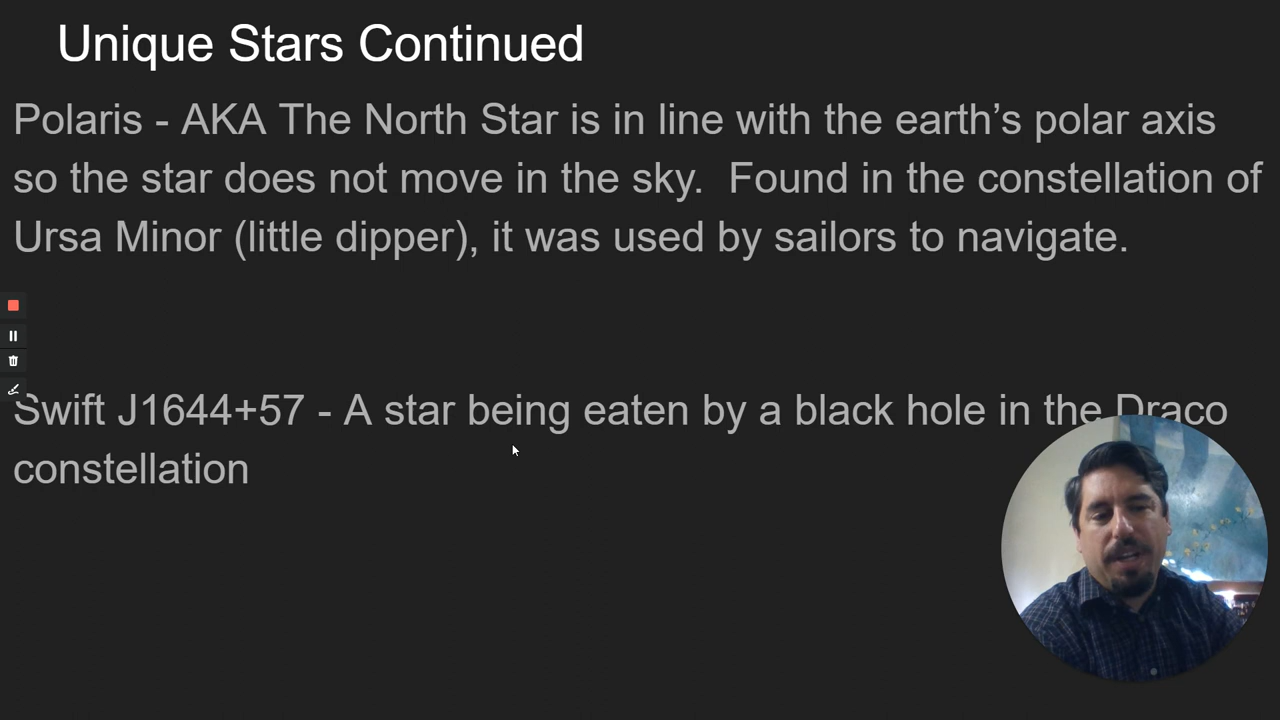 Unique Stars Continued
Polaris - AKA The North Star is in line with the earth’s polar axis
so the star does not move in the sky.  Found in the constellation of
Ursa Minor (little dipper), it was used by sailors to navigate.
Swift J1644+57 - A star being eaten by a black hole in the Draco
constellation